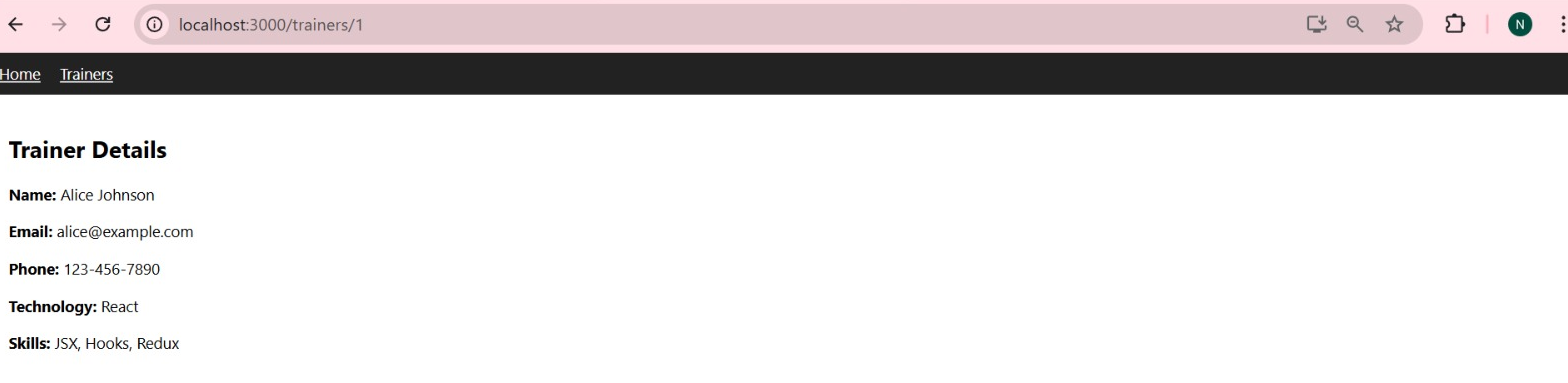 localhost:3000/trainers/1
N
Home Trainers
Trainer Details
Name: Alice Johnson
Email: alice@example.com
Phone: 123-456-7890
Technology: React
Skills: JSX, Hooks, Redux